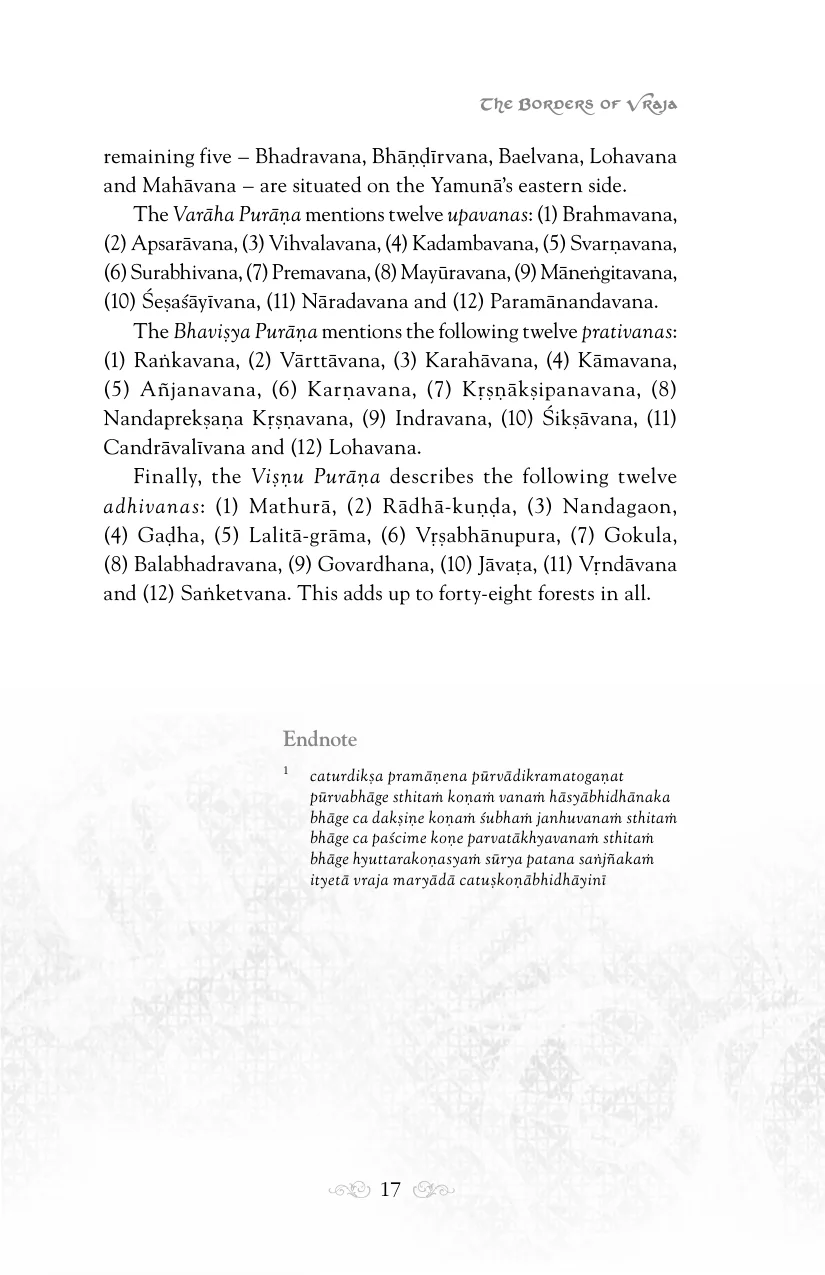 The Borders of Vraja
remaining five – Bhadravana, Bhāṇḍīrvana, Baelvana, Lohavana
and Mahāvana – are situated on the Yamunā’s eastern side.
The Varāha Purāṇa mentions twelve upavanas: (1) Brahmavana,
(2) Apsarāvana, (3) Vihvalavana, (4) Kadambavana, (5) Svarṇavana,
(6) Surabhivana, (7) Premavana, (8) Mayūravana, (9) Māneṅgitavana,
(10) Śeṣaśāyīvana, (11) Nāradavana and (12) Paramānandavana.
The Bhaviṣya Purāṇa mentions the following twelve prativanas:
(1) Raṅkavana, (2) Vārttāvana, (3) Karahāvana, (4) Kāmavana,
(5) Añjanavana, (6) Karṇavana, (7) Kṛṣṇākṣipanavana, (8)
Nandaprekṣaṇa Kṛṣṇavana, (9) Indravana, (10) Śikṣāvana, (11)
Candrāvalīvana and (12) Lohavana.
Finally, the Viṣṇu Purāṇa describes the following twelve
adhivanas: (1) Mathurā, (2) Rādhā-kuṇḍa, (3) Nandagaon,
(4) Gaḍha, (5) Lalitā-grāma, (6) Vṛṣabhānupura, (7) Gokula,
(8) Balabhadravana, (9) Govardhana, (10) Jāvaṭa, (11) Vṛndāvana
and (12) Saṅketvana. This adds up to forty-eight forests in all.
Endnote
1 caturdikṣa pramāṇena pūrvādikramatogaṇat
pūrvabhāge sthitaṁ koṇaṁ vanaṁ hāsyābhidhānaka
bhāge ca dakṣiṇe koṇaṁ śubhaṁ janhuvanaṁ sthitaṁ
bhāge ca paścime koṇe parvatākhyavanaṁ sthitaṁ
bhāge hyuttarakoṇasyaṁ sūrya patana saṅjñakaṁ
ityetā vraja maryādā catuṣkoṇābhidhāyinī
17